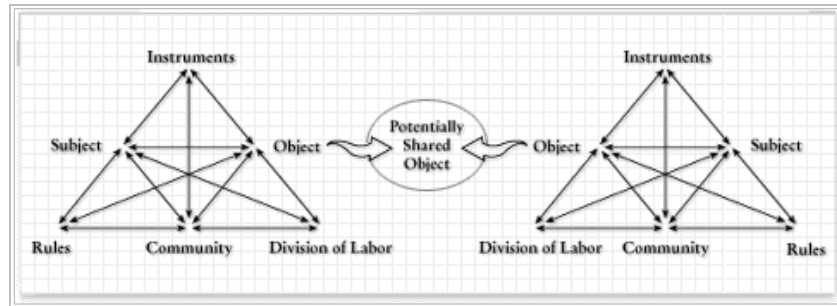 Instruments
Instruments
Subject
Object
Potentially
Shared
Object
Object
Subject
Rules
Community
Division of Labor
Division of Labor
Community
Rules